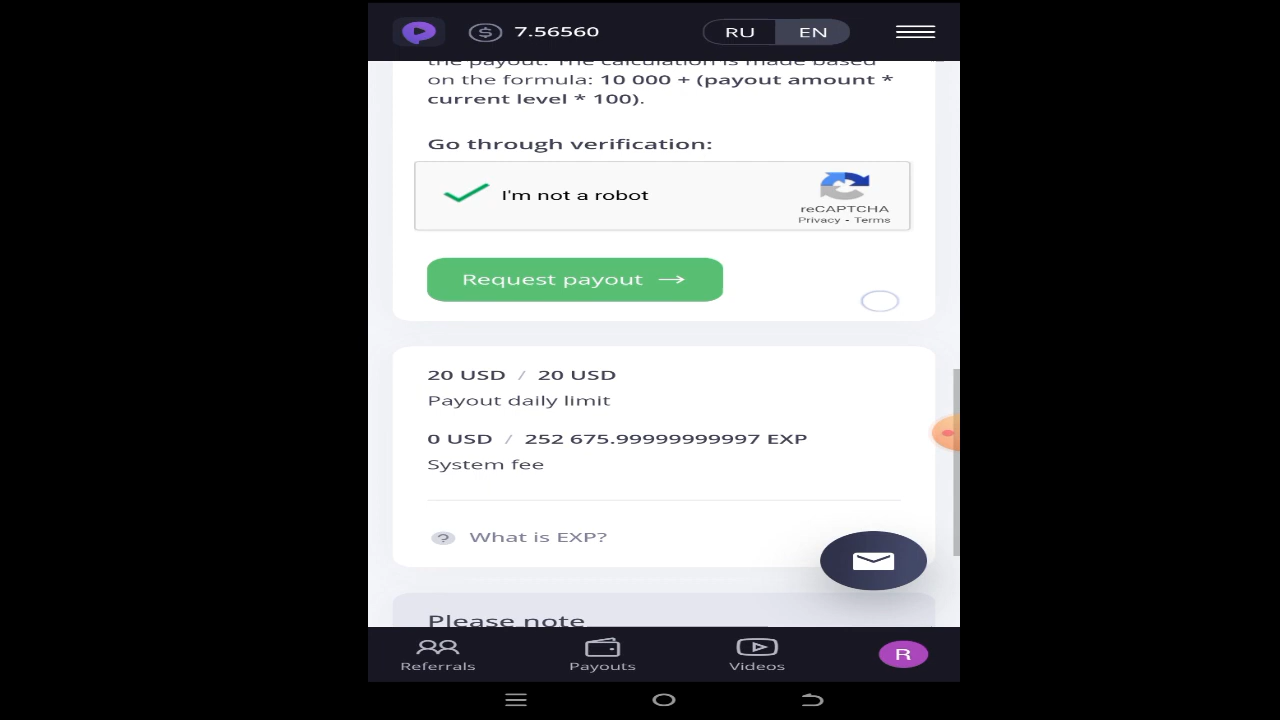 7.56560
RU EN
the payout. The calculation is made based
on the formula: 10 000 + (payout amount *
current level * 100).
Go through verification:
I'm not a robot
reCAPTCHA
Privacy - Terms
Request payout →
20 USD / 20 USD
Payout daily limit
0 USD / 252 675.99999999997 EXP
System fee
? What is EXP?
Please note
Referrals Payouts Videos R